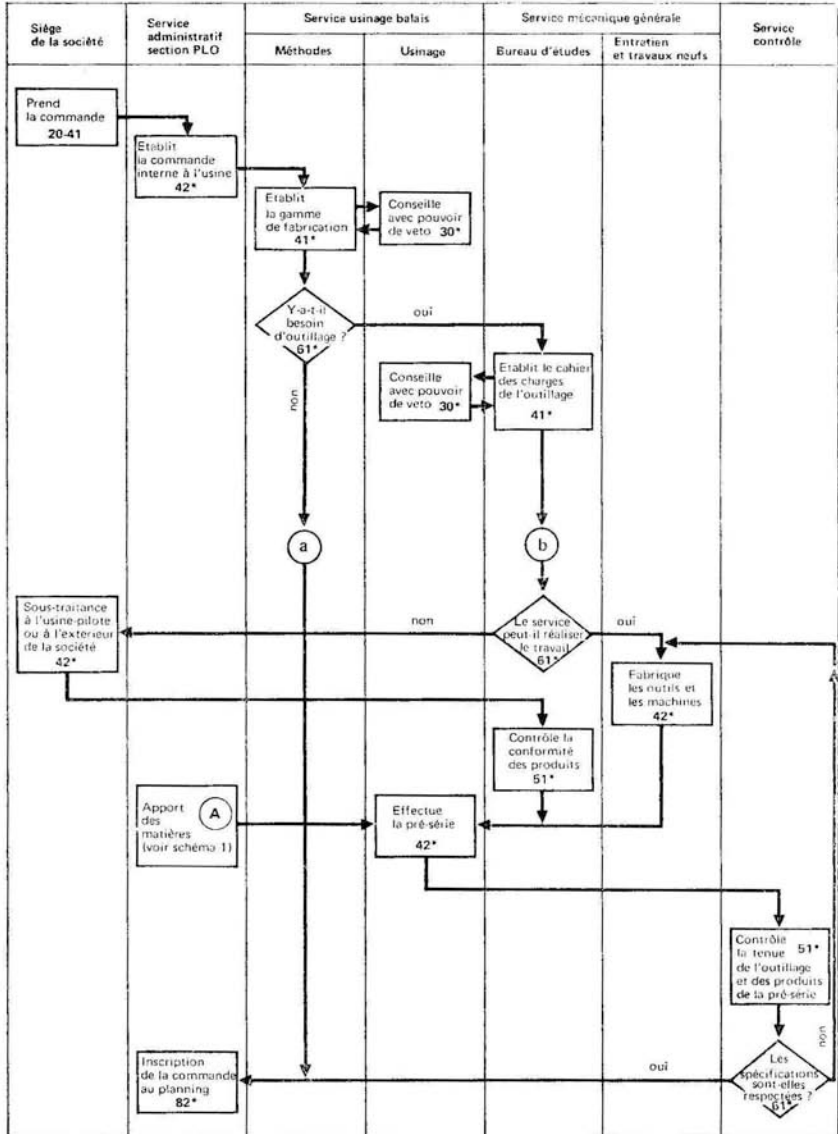 Siège
de la société
Service
administratif
section PLO
Service usinage balais
Méthodes
Usinage
Service mécanique générale
Bureau d'études
Entretien
et travaux neufs
Service
contrôle
Prend
la commande
20-41
Etablit
la commande
interne à l'usine
42*
Etablit
la gamme
de fabrication
41*
Conseille
avec pouvoir
de veto 30*
Y-a-t-il
besoin
d'outillage ?
61*
oui
non
Conseille
avec pouvoir
de veto 30*
Etablit le cahier
des charges
de l'outillage
41*
a
b
Sous-traitance
à l'usine-pilote
ou à l'extérieur
de la société
42*
non
Le service
peut-il réaliser
le travail
61*
oui
Fabrique
les outils et
les machines
42*
Contrôle la
conformité
des produits
51*
Apport
des
matières
(voir schéma 1)
A
Effectue
la pré-série
42*
Contrôle
la tenue 51*
de l'outillage
et des produits
de la pré-série
non
Inscription
de la commande
au planning
82*
oui
Les
spécifications
sont-elles
respectées ?
61*